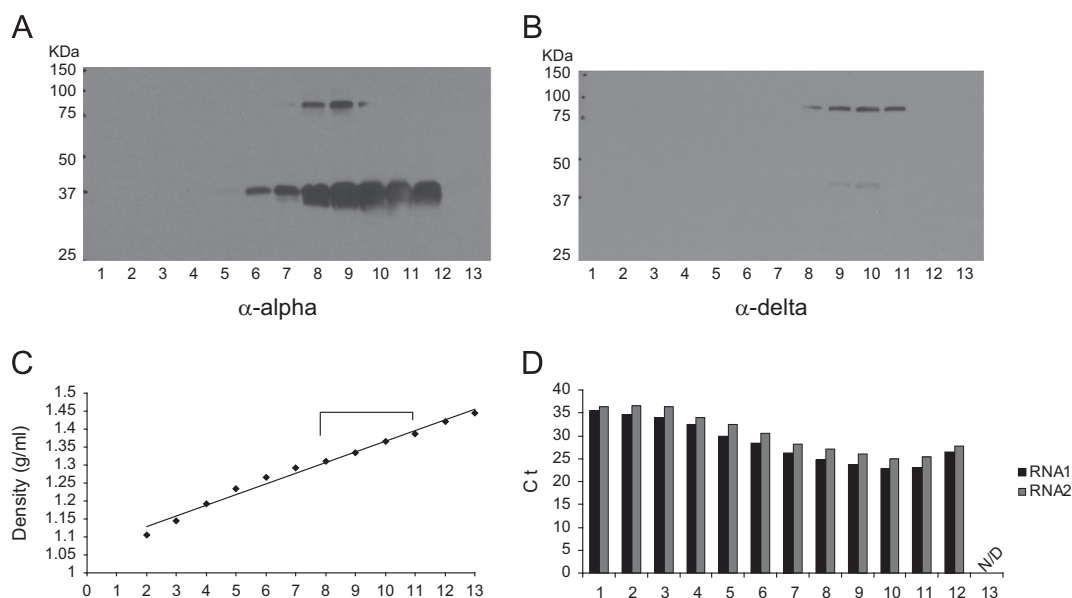 A
KDa
150
100
75
50
37
25
1 2 3 4 5 6 7 8 9 10 11 12 13
α-alpha
B
KDa
150
100
75
50
37
25
1 2 3 4 5 6 7 8 9 10 11 12 13
α-delta
C
Density (g/ml)
1.5
1.45
1.4
1.35
1.3
1.25
1.2
1.15
1.1
1.05
1
0 1 2 3 4 5 6 7 8 9 10 11 12 13
D
Ct
40
35
30
25
20
15
10
5
0
1 2 3 4 5 6 7 8 9 10 11 12 13
N/D
RNA1
RNA2